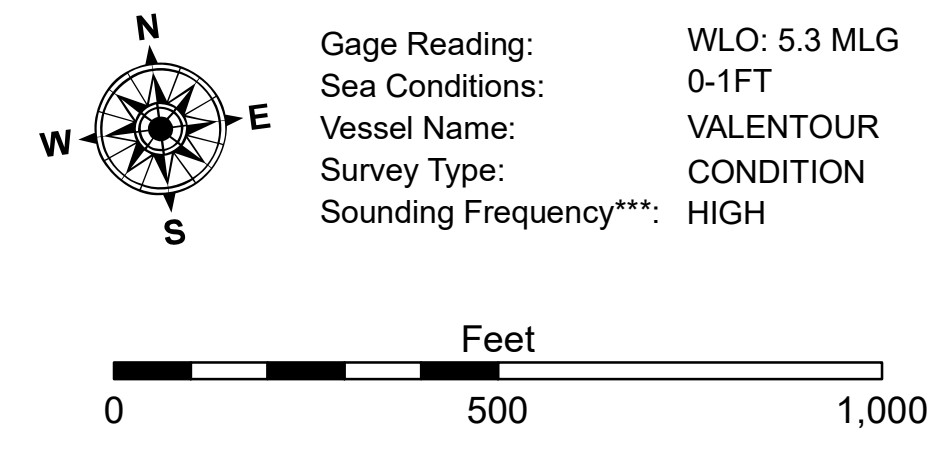 N
W E
S
Gage Reading: WLO: 5.3 MLG
Sea Conditions: 0-1FT
Vessel Name: VALENTOUR
Survey Type: CONDITION
Sounding Frequency***: HIGH
Feet
0 500 1,000